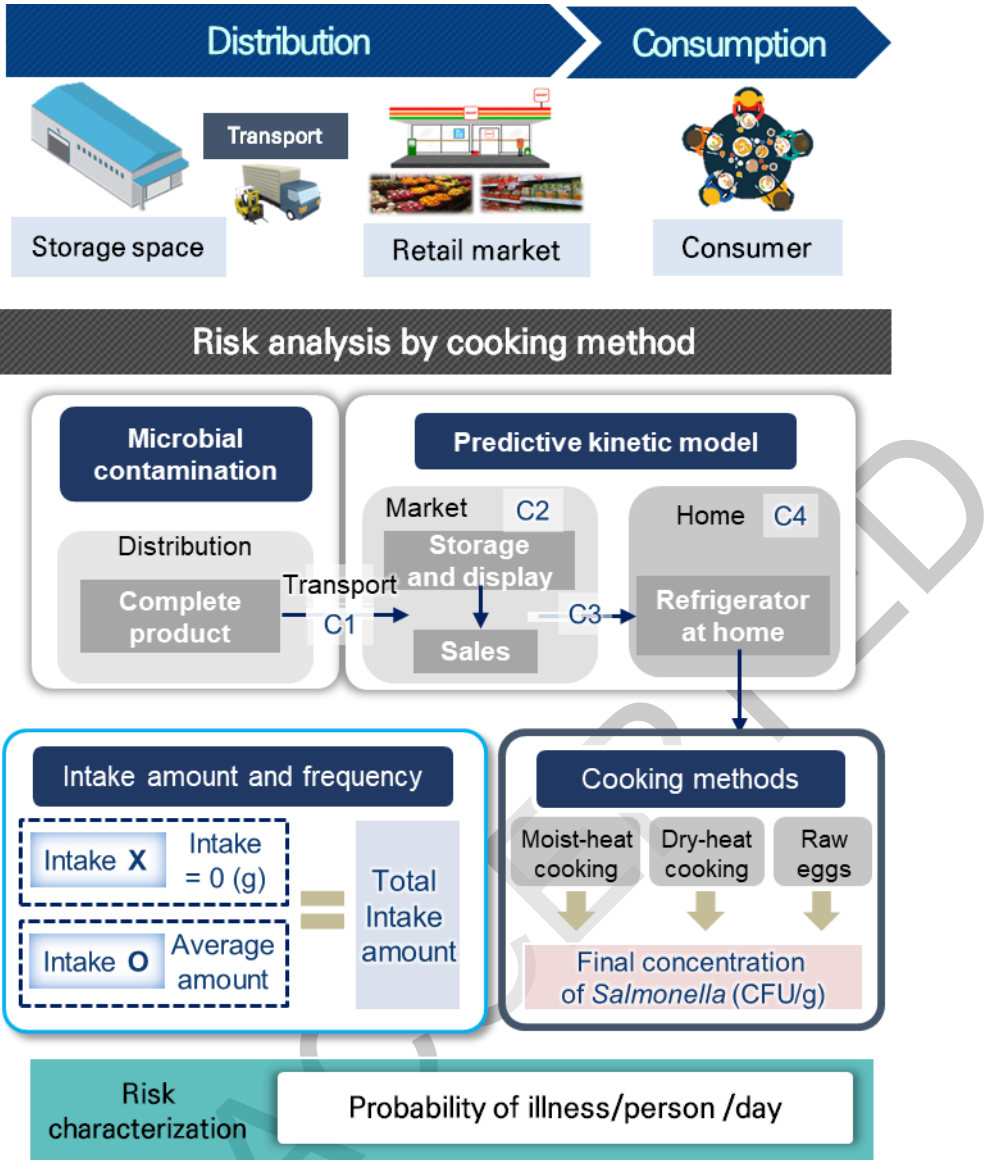 Distribution
Consumption
Transport
Storage space
Retail market
Consumer
Risk analysis by cooking method
Microbial
contamination
Predictive kinetic model
Distribution
Complete
product
Transport
C1
Market
C2
Storage
and display
Sales
C3
Home
C4
Refrigerator
at home
Intake amount and frequency
Intake X
Intake
= 0 (g)
Intake O
Average
amount
Total
Intake
amount
Cooking methods
Moist-heat
cooking
Dry-heat
cooking
Raw
eggs
Final concentration
of Salmonella (CFU/g)
Risk
characterization
Probability of illness/person /day
ACCEPTED